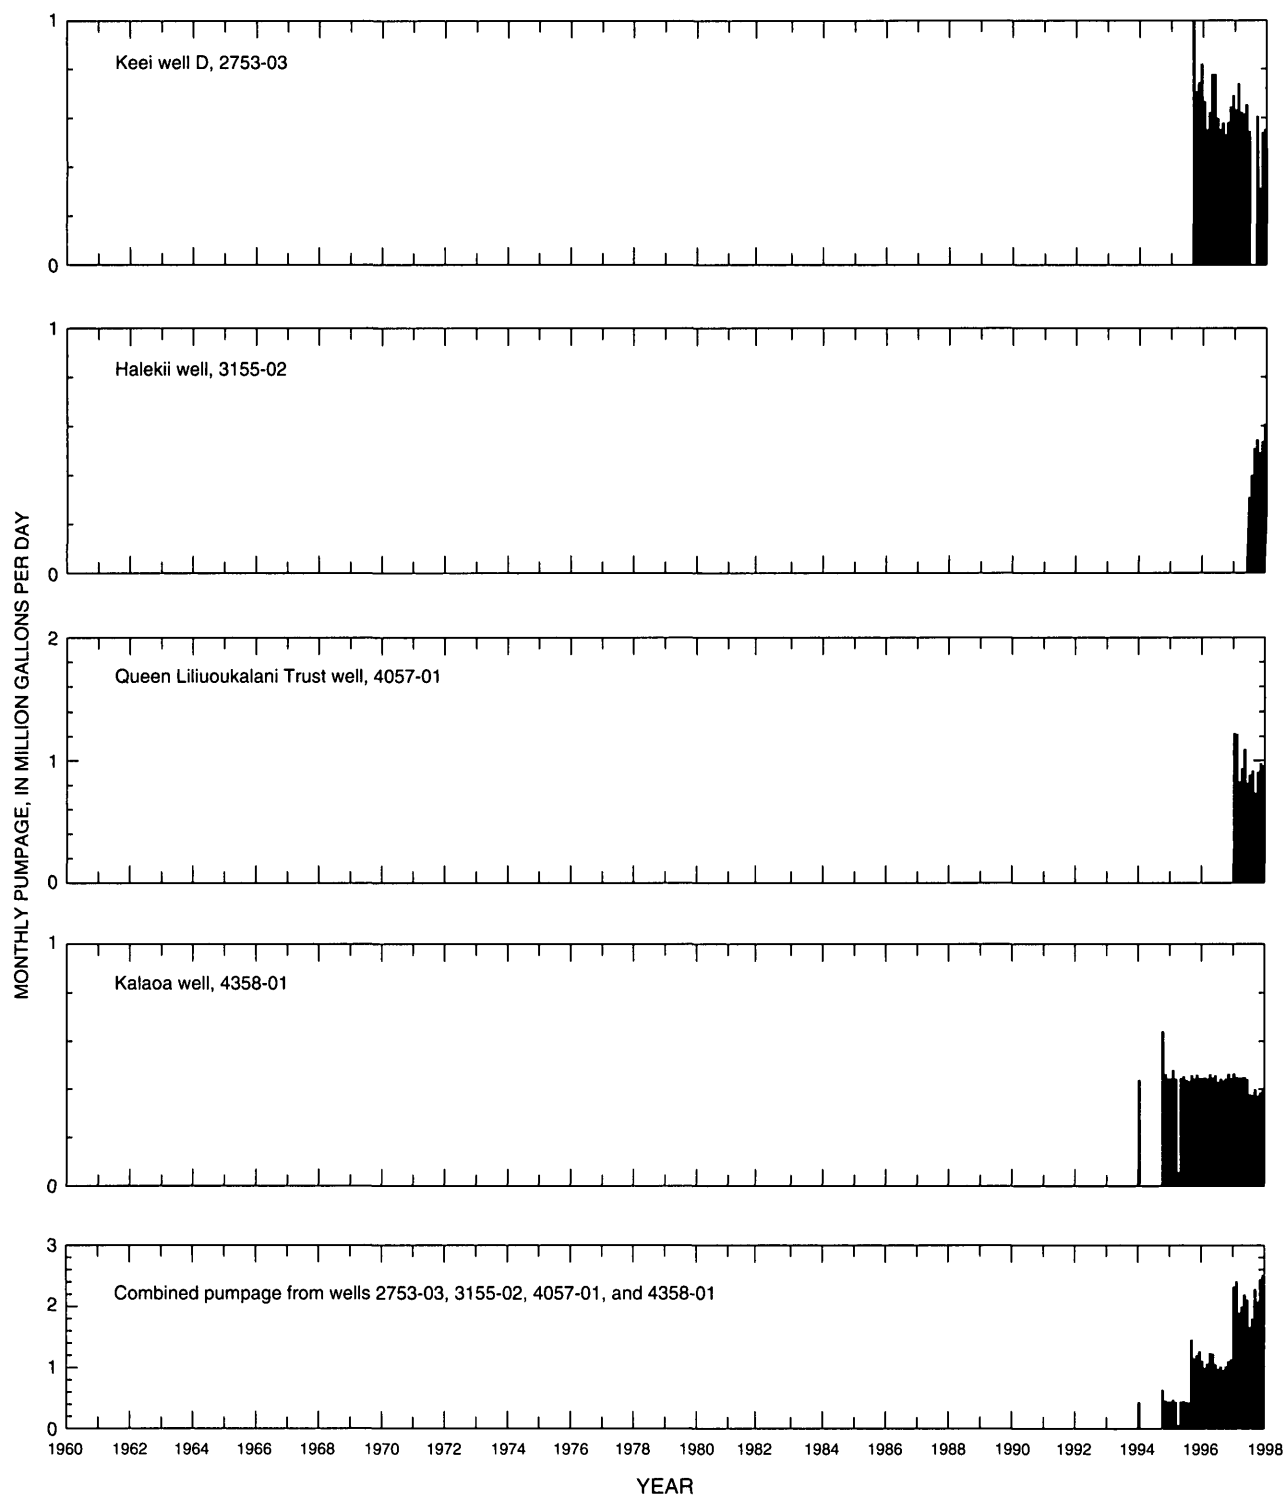 1
Keei well D, 2753-03
0
1
Halekii well, 3155-02
0
MONTHLY PUMPAGE, IN MILLION GALLONS PER DAY
2
Queen Liliuoukalani Trust well, 4057-01
1
0
1
Kalaoa well, 4358-01
0
3
Combined pumpage from wells 2753-03, 3155-02, 4057-01, and 4358-01
2
1
0
1960 1962 1964 1966 1968 1970 1972 1974 1976 1978 1980 1982 1984 1986 1988 1990 1992 1994 1996 1998
YEAR